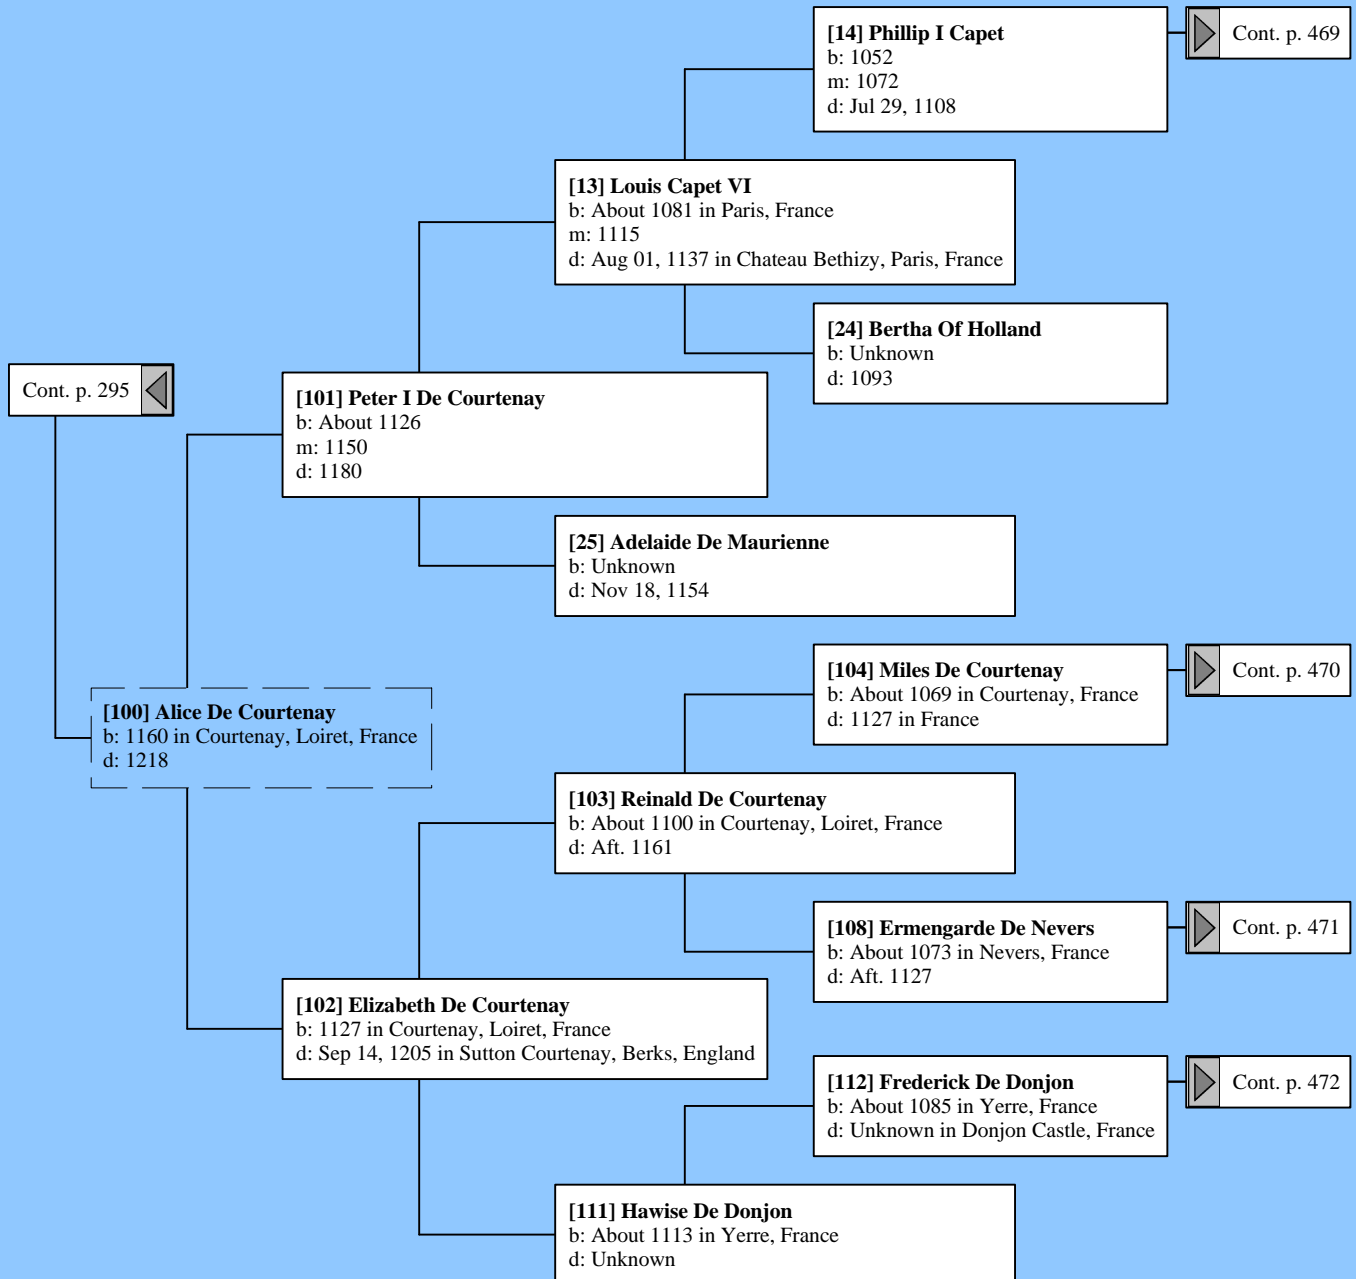 [14] Phillip I Capet
b: 1052
m: 1072
d: Jul 29, 1108
Cont. p. 469
[13] Louis Capet VI
b: About 1081 in Paris, France
m: 1115
d: Aug 01, 1137 in Chateau Bethizy, Paris, France
[24] Bertha Of Holland
b: Unknown
d: 1093
Cont. p. 295
[101] Peter I De Courtenay
b: About 1126
m: 1150
d: 1180
[25] Adelaide De Maurienne
b: Unknown
d: Nov 18, 1154
[104] Miles De Courtenay
b: About 1069 in Courtenay, France
d: 1127 in France
Cont. p. 470
[100] Alice De Courtenay
b: 1160 in Courtenay, Loiret, France
d: 1218
[103] Reinald De Courtenay
b: About 1100 in Courtenay, Loiret, France
d: Aft. 1161
[108] Ermengarde De Nevers
b: About 1073 in Nevers, France
d: Aft. 1127
Cont. p. 471
[102] Elizabeth De Courtenay
b: 1127 in Courtenay, Loiret, France
d: Sep 14, 1205 in Sutton Courtenay, Berks, England
[112] Frederick De Donjon
b: About 1085 in Yerre, France
d: Unknown in Donjon Castle, France
Cont. p. 472
[111] Hawise De Donjon
b: About 1113 in Yerre, France
d: Unknown